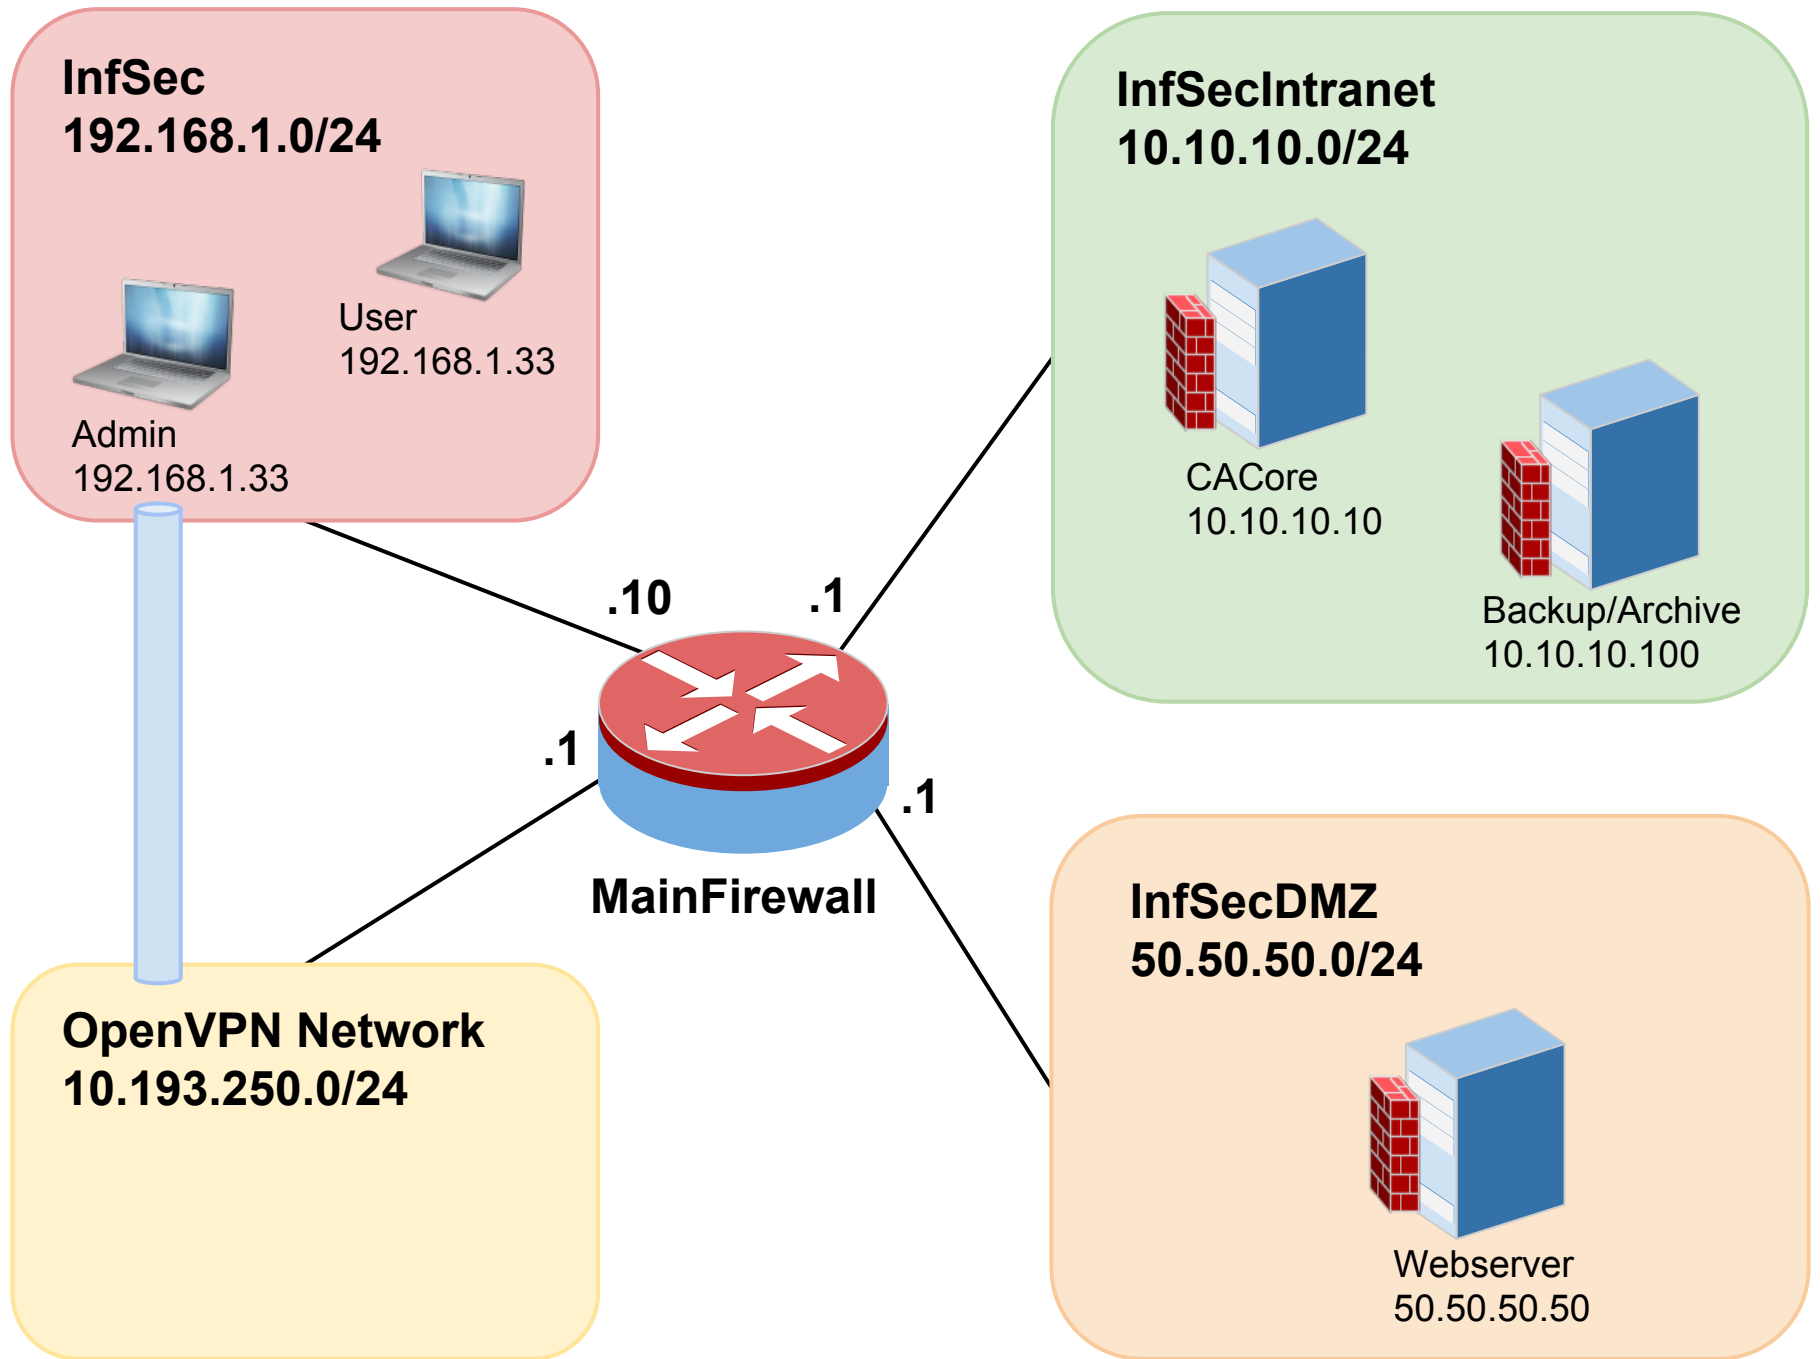 InfSec
192.168.1.0/24
User
192.168.1.33
Admin
192.168.1.33
InfSecIntranet
10.10.10.0/24
CACore
10.10.10.10
Backup/Archive
10.10.10.100
.10
.1
.1
.1
MainFirewall
OpenVPN Network
10.193.250.0/24
InfSecDMZ
50.50.50.0/24
Webserver
50.50.50.50